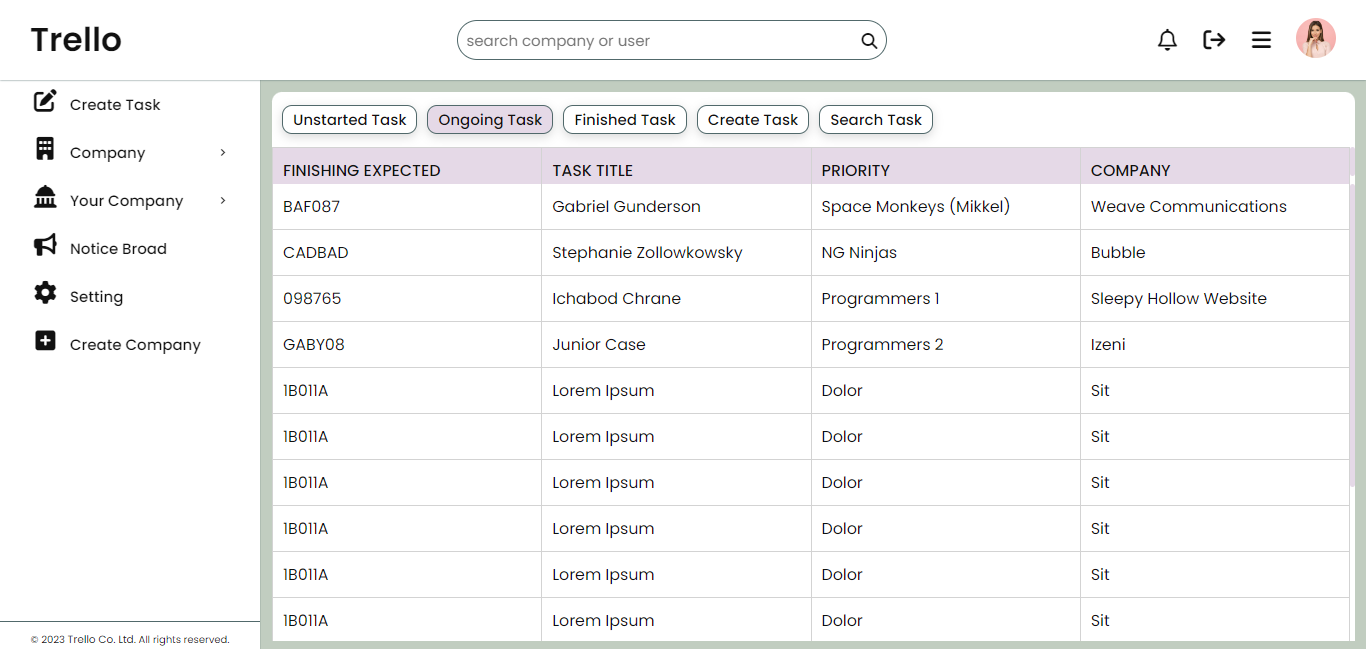 Trello
search company or user
Create Task
Company
Your Company
Notice Broad
Setting
Create Company
© 2023 Trello Co. Ltd. All rights reserved.
Unstarted Task Ongoing Task Finished Task Create Task Search Task
FINISHING EXPECTED TASK TITLE PRIORITY COMPANY
BAF087 Gabriel Gunderson Space Monkeys (Mikkel) Weave Communications
CADBAD Stephanie Zollowkowsky NG Ninjas Bubble
098765 Ichabod Chrane Programmers 1 Sleepy Hollow Website
GABY08 Junior Case Programmers 2 Izeni
1B011A Lorem Ipsum Dolor Sit
1B011A Lorem Ipsum Dolor Sit
1B011A Lorem Ipsum Dolor Sit
1B011A Lorem Ipsum Dolor Sit
1B011A Lorem Ipsum Dolor Sit
1B011A Lorem Ipsum Dolor Sit